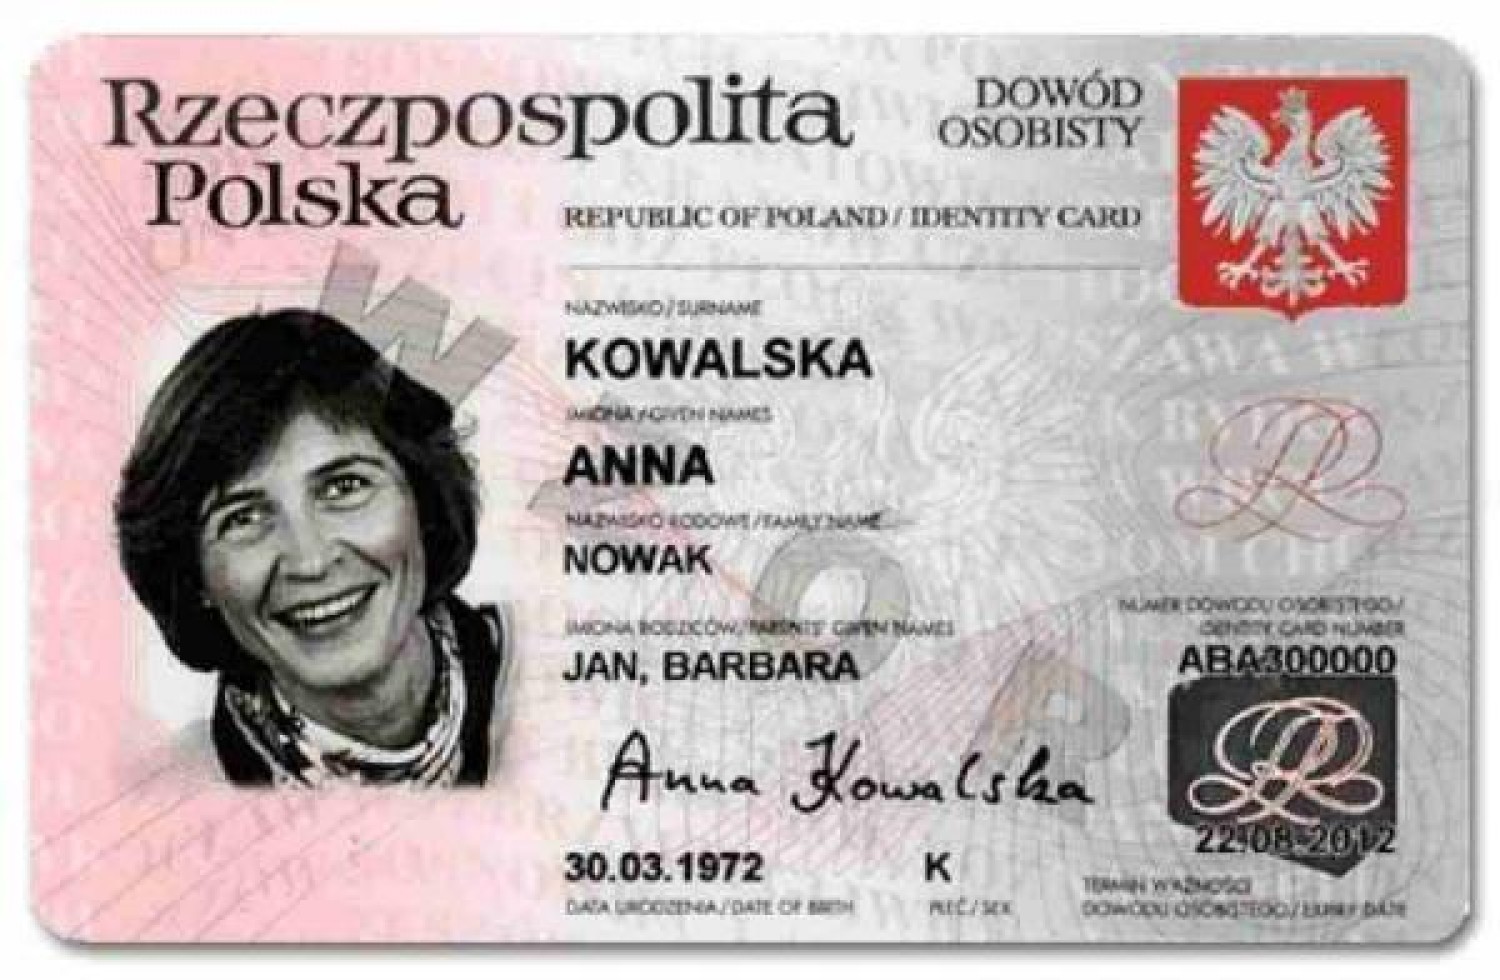 Rzeczpospolita
Polska
DOWÓD
OSOBISTY
REPUBLIC OF POLAND / IDENTITY CARD
NAZWISKO / SURNAME
KOWALSKA
IMIONA / GIVEN NAMES
ANNA
NAZWISKO RODOWE / FAMILY NAME
NOWAK
IMIONA RODZICÓW / PARENTS' GIVEN NAMES
JAN, BARBARA
NUMER DOWODU OSOBISTEGO /
IDENTITY CARD NUMBER
ABA300000
Anna Kowalska
22-08-2012
30.03.1972
K
DATA URODZENIA / DATE OF BIRTH
PŁEĆ / SEX
TERMIN WAŻNOŚCI
DOWODU OSOBISTEGO / EXPIRY DATE
W
Z
Ó
R